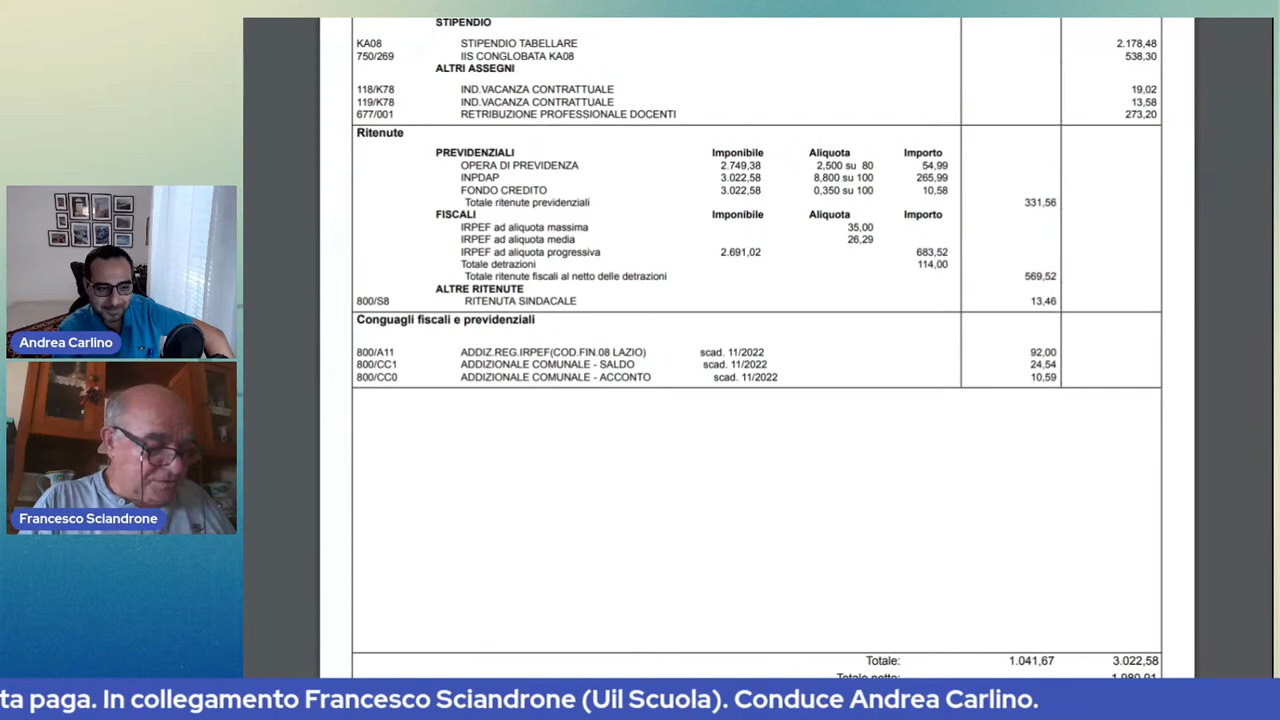 STIPENDIO
KA08 STIPENDIO TABELLARE 2.178,48
750/269 IIS CONGLOBATA KA08 538,30
ALTRI ASSEGNI
118/K78 IND.VACANZA CONTRATTUALE 19,02
119/K78 IND.VACANZA CONTRATTUALE 13,58
677/001 RETRIBUZIONE PROFESSIONALE DOCENTI 273,20
Ritenute
PREVIDENZIALI Imponibile Aliquota Importo
OPERA DI PREVIDENZA 2.749,38 2,500 su 80 54,99
INPDAP 3.022,58 8,800 su 100 265,99
FONDO CREDITO 3.022,58 0,350 su 100 10,58
Totale ritenute previdenziali 331,56
FISCALI Imponibile Aliquota Importo
IRPEF ad aliquota massima 35,00
IRPEF ad aliquota media 26,29
IRPEF ad aliquota progressiva 2.691,02 683,52
Totale detrazioni 114,00
Totale ritenute fiscali al netto delle detrazioni 569,52
ALTRE RITENUTE
800/S8 RITENUTA SINDACALE 13,46
Conguagli fiscali e previdenziali
800/A11 ADDIZ.REG.IRPEF(COD.FIN.08 LAZIO) scad. 11/2022 92,00
800/CC1 ADDIZIONALE COMUNALE - SALDO scad. 11/2022 24,54
800/CC0 ADDIZIONALE COMUNALE - ACCONTO scad. 11/2022 10,59
Totale: 1.041,67 3.022,58
Totale netto: 1.980,91
Andrea Carlino
Francesco Sciandrone
ta paga. In collegamento Francesco Sciandrone (Uil Scuola). Conduce Andrea Carlino.